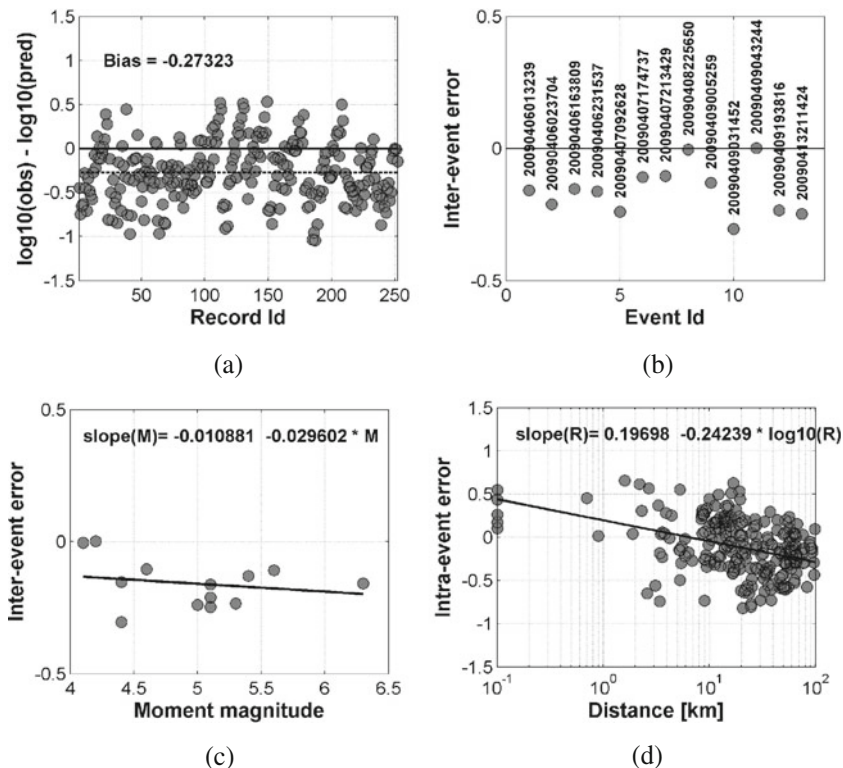 1.5
1
0.5
0
-0.5
-1
-1.5
log10(obs) - log10(pred)
Bias = -0.27323
50 100 150 200 250
Record Id
(a)
0.5
0
-0.5
Inter-event error
20090406013239
20090406023704
20090406163809
20090406231537
20090407092628
20090407174737
20090407213429
20090408225650
20090409005259
20090409031452
20090409043244
20090409193816
20090413211424
0 5 10
Event Id
(b)
0.5
0
-0.5
Inter-event error
slope(M)= -0.010881 -0.029602 * M
4 4.5 5 5.5 6 6.5
Moment magnitude
(c)
1.5
1
0.5
0
-0.5
-1
-1.5
Intra-event error
slope(R)= 0.19698 -0.24239 * log10(R)
10⁻¹ 10⁰ 10¹ 10²
Distance [km]
(d)